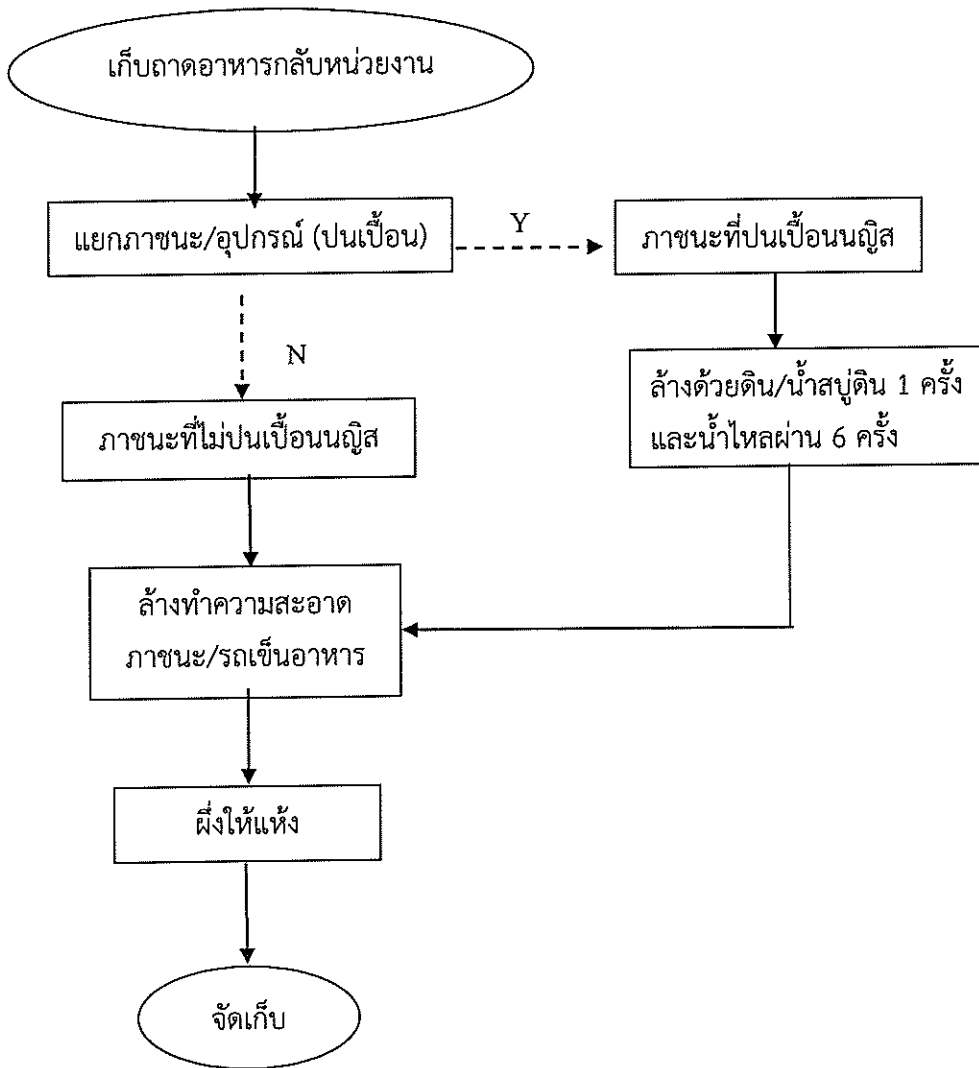 เก็บถาดอาหารกลับหน่วยงาน
แยกภาชนะ/อุปกรณ์ (ปนเปื้อน)
Y
ภาชนะที่ปนเปื้อนนญิส
N
ล้างด้วยดิน/น้ำสบู่ดิน 1 ครั้ง
และน้ำไหลผ่าน 6 ครั้ง
ภาชนะที่ไม่ปนเปื้อนนญิส
ล้างทำความสะอาด
ภาชนะ/รถเข็นอาหาร
ผึ่งให้แห้ง
จัดเก็บ